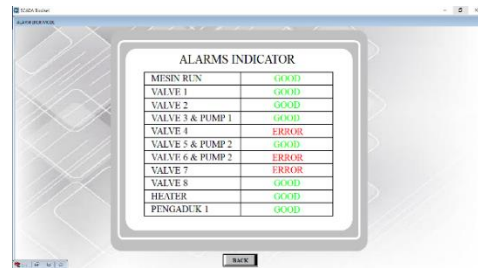 ALARMS INDICATOR
MESIN RUN GOOD
VALVE 1 GOOD
VALVE 2 GOOD
VALVE 3 & PUMP 1 GOOD
VALVE 4 ERROR
VALVE 5 & PUMP 2 GOOD
VALVE 6 & PUMP 2 ERROR
VALVE 7 ERROR
VALVE 8 GOOD
HEATER GOOD
PENGADUK 1 GOOD
BACK